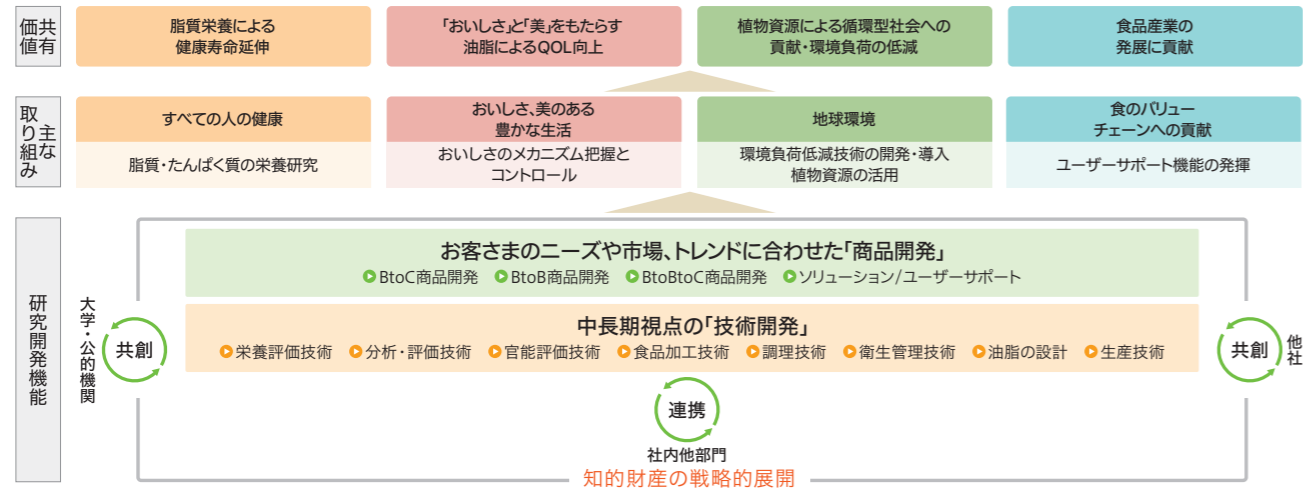 共有価値
脂質栄養による
健康寿命延伸
「おいしさ」と「美」をもたらす
油脂によるQOL向上
植物資源による循環型社会への
貢献・環境負荷の低減
食品産業の
発展に貢献
主な取り組み
すべての人の健康
脂質・たんぱく質の栄養研究
おいしさ、美のある
豊かな生活
おいしさのメカニズム把握と
コントロール
地球環境
環境負荷低減技術の開発・導入
植物資源の活用
食のバリュー
チェーンへの貢献
ユーザーサポート機能の発揮
研究開発機能
大学・公的機関
共創
お客さまのニーズや市場、トレンドに合わせた「商品開発」
BtoC商品開発 BtoB商品開発 BtoBtoC商品開発 ソリューション/ユーザーサポート
中長期視点の「技術開発」
栄養評価技術 分析・評価技術 官能評価技術 食品加工技術 調理技術 衛生管理技術 油脂の設計 生産技術
共創
他社
連携
社内他部門
知的財産の戦略的展開